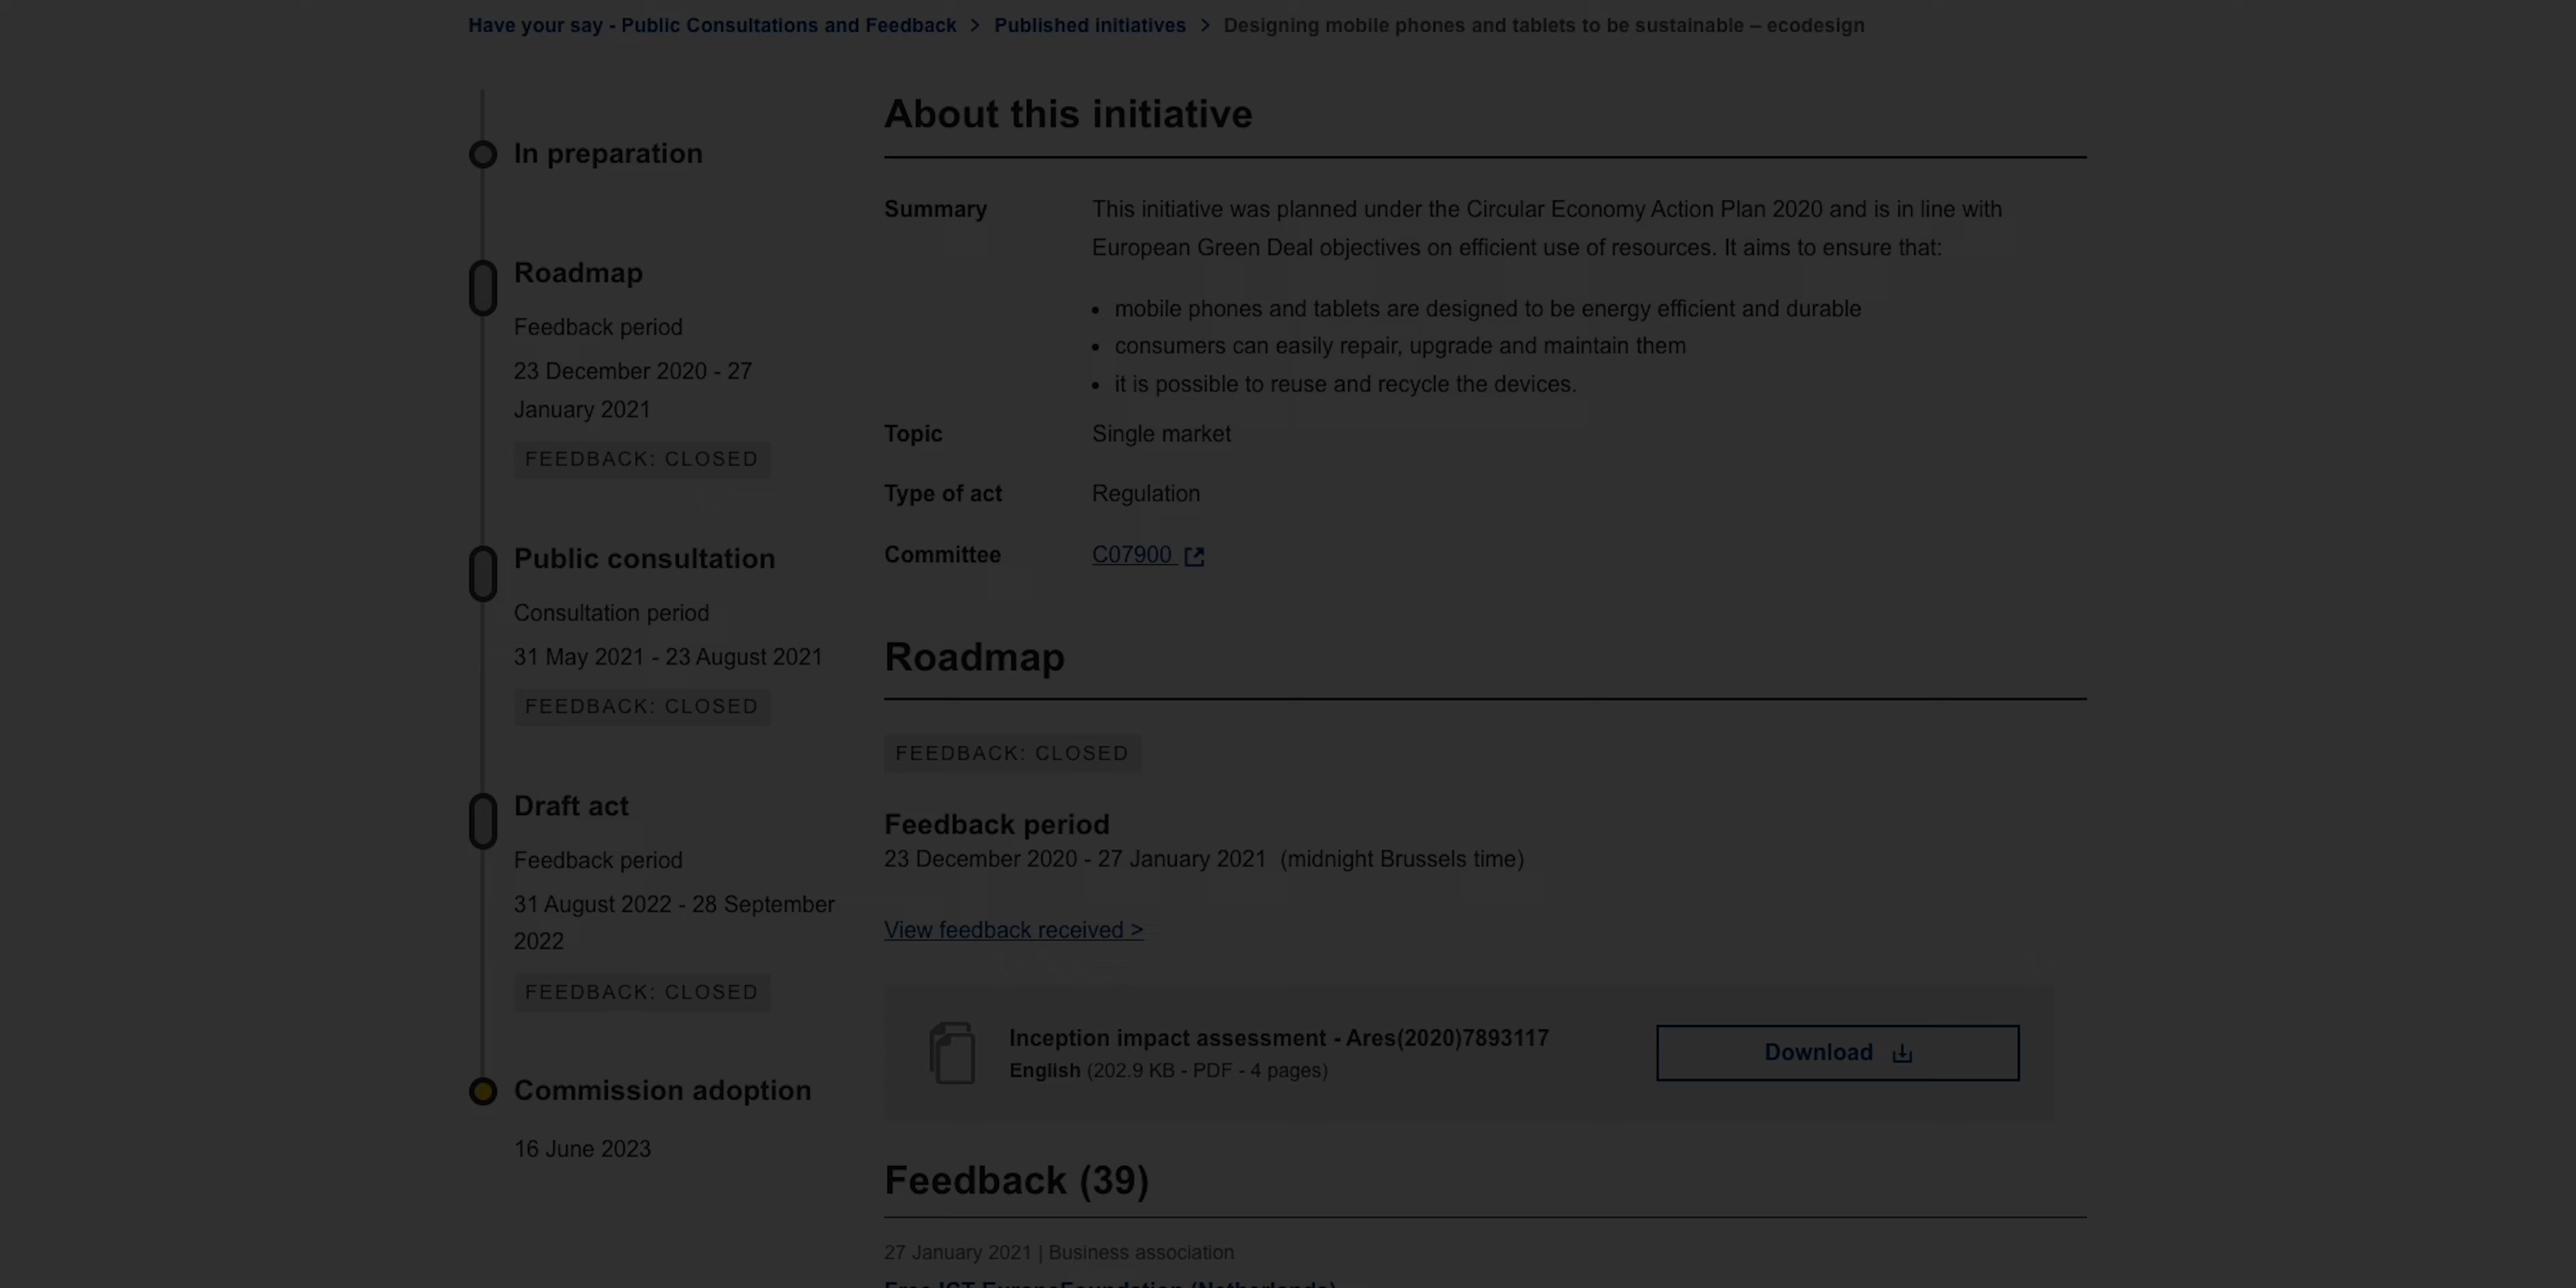 Have your say - Public Consultations and Feedback > Published initiatives > Designing mobile phones and tablets to be sustainable – ecodesign
In preparation
Roadmap
Feedback period
23 December 2020 - 27
January 2021
FEEDBACK: CLOSED
Public consultation
Consultation period
31 May 2021 - 23 August 2021
FEEDBACK: CLOSED
Draft act
Feedback period
31 August 2022 - 28 September
2022
FEEDBACK: CLOSED
Commission adoption
16 June 2023
About this initiative
Summary
This initiative was planned under the Circular Economy Action Plan 2020 and is in line with
European Green Deal objectives on efficient use of resources. It aims to ensure that:
• mobile phones and tablets are designed to be energy efficient and durable
• consumers can easily repair, upgrade and maintain them
• it is possible to reuse and recycle the devices.
Topic Single market
Type of act Regulation
Committee C07900
Roadmap
FEEDBACK: CLOSED
Feedback period
23 December 2020 - 27 January 2021 (midnight Brussels time)
View feedback received >
Inception impact assessment - Ares(2020)7893117
English (202.9 KB - PDF - 4 pages)
Download
Feedback (39)
27 January 2021 | Business association
Free ICT EuropeFoundation (Netherlands)